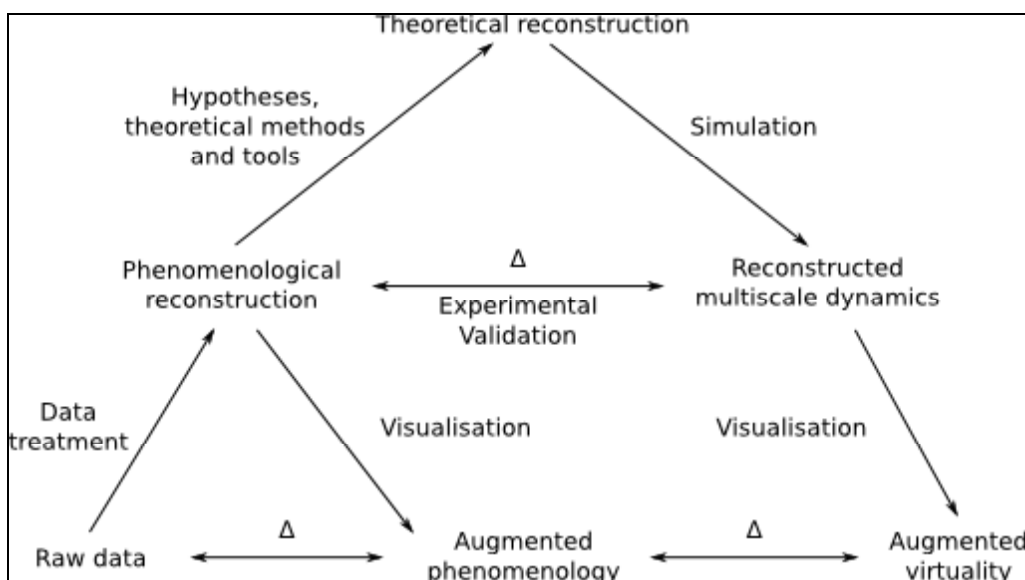 Theoretical reconstruction
Hypotheses,
theoretical methods
and tools
Simulation
Phenomenological
reconstruction
Δ
Experimental
Validation
Reconstructed
multiscale dynamics
Data
treatment
Visualisation
Visualisation
Raw data
Δ
Augmented
phenomenology
Δ
Augmented
virtuality